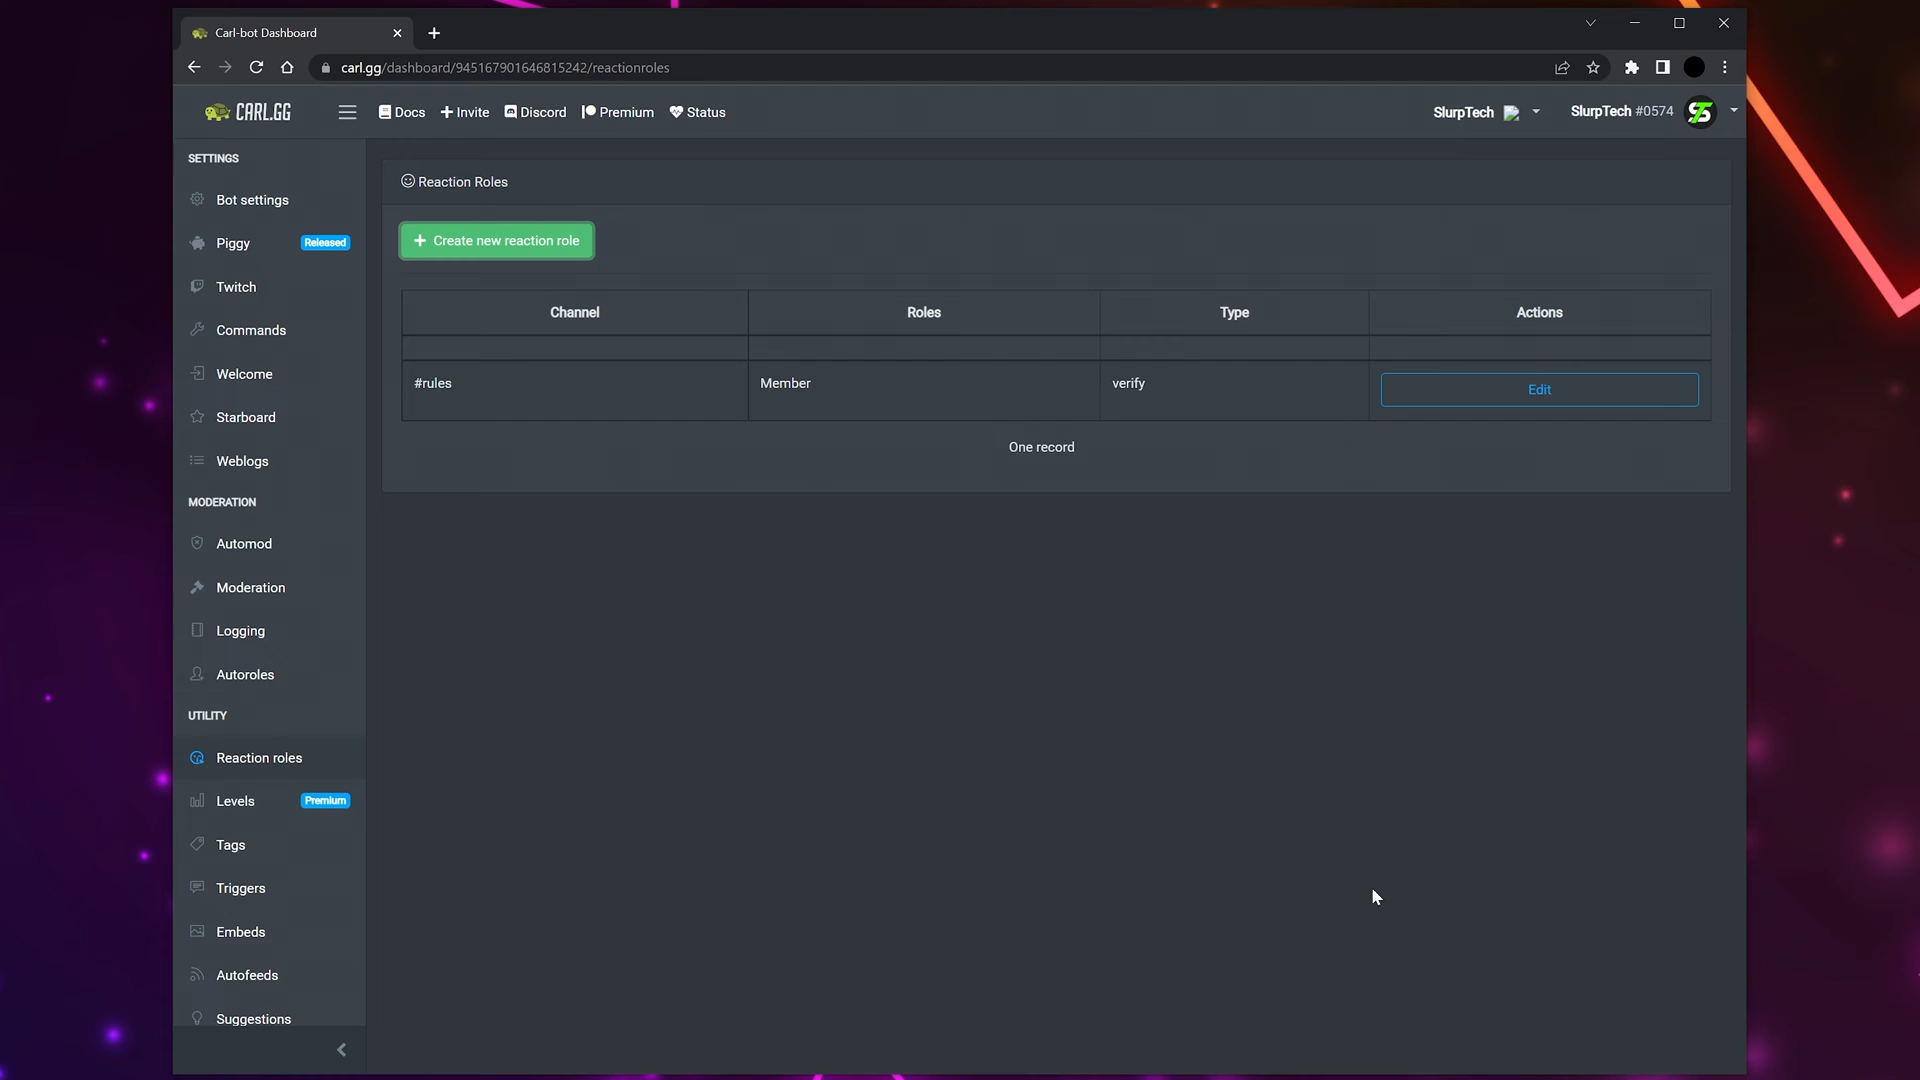 Carl-bot Dashboard
carl.gg/dashboard/945167901646815242/reactionroles
CARL.GG
Docs
Invite
Discord
Premium
Status
SlurpTech
SlurpTech #0574
SETTINGS
Bot settings
Piggy Released
Twitch
Commands
Welcome
Starboard
Weblogs
MODERATION
Automod
Moderation
Logging
Autoroles
UTILITY
Reaction roles
Levels Premium
Tags
Triggers
Embeds
Autofeeds
Suggestions
Reaction Roles
+ Create new reaction role
Channel Roles Type Actions
#rules Member verify Edit
One record